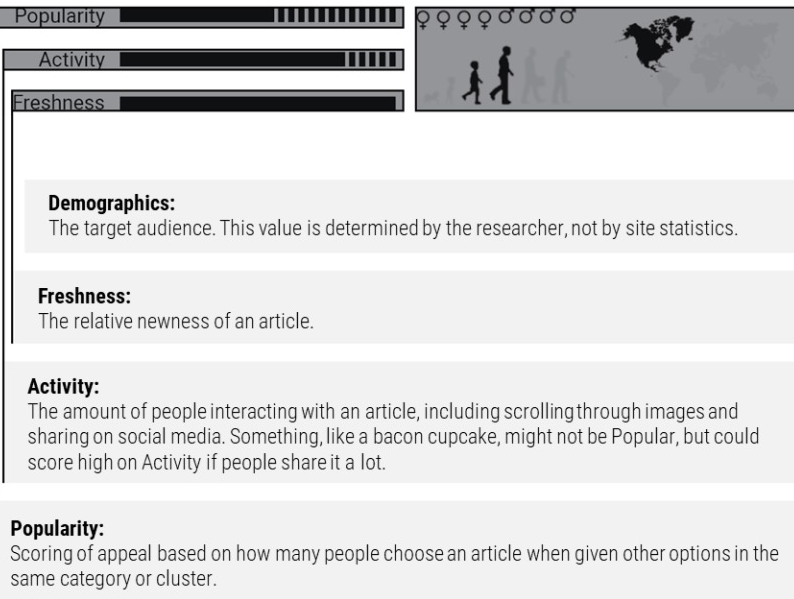 Popularity
Activity
Freshness
Demographics:
The target audience. This value is determined by the researcher, not by site statistics.
Freshness:
The relative newness of an article.
Activity:
The amount of people interacting with an article, including scrolling through images and
sharing on social media. Something, like a bacon cupcake, might not be Popular, but could
score high on Activity if people share it a lot.
Popularity:
Scoring of appeal based on how many people choose an article when given other options in the
same category or cluster.